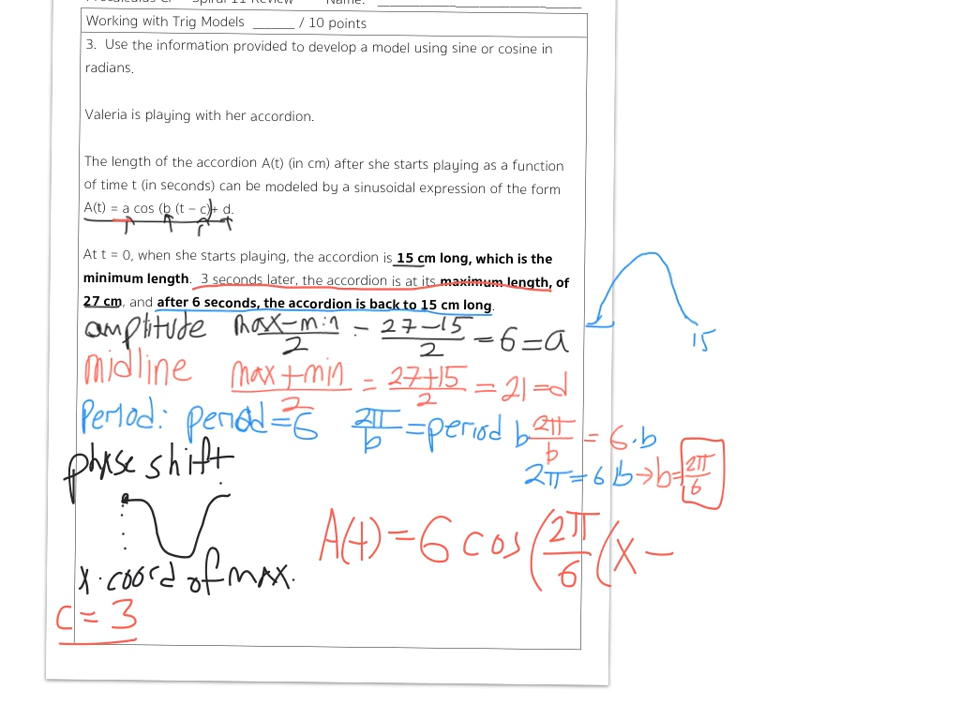 Working with Trig Models ______ / 10 points
3. Use the information provided to develop a model using sine or cosine in
radians.
Valeria is playing with her accordion.
The length of the accordion A(t) (in cm) after she starts playing as a function
of time t (in seconds) can be modeled by a sinusoidal expression of the form
A(t) = a cos (b (t – c)+ d.
At t = 0, when she starts playing, the accordion is 15 cm long, which is the
minimum length. 3 seconds later, the accordion is at its maximum length, of
27 cm, and after 6 seconds, the accordion is back to 15 cm long.
15
amplitude max-min/2 = 27-15/2 = 6 = a
midline max+min/2 = 27+15/2 = 21 = d
Period: period = 6 2π/b = period b 2π/b = 6·b
2π = 6b → b = 2π/6
phase shift
A(t) = 6 cos(2π/6(x -
x-coord of max.
c = 3